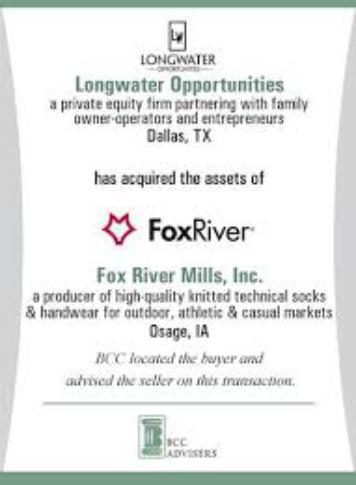 LW
LONGWATER
OPPORTUNITIES
Longwater Opportunities
a private equity firm partnering with family
owner-operators and entrepreneurs
Dallas, TX
has acquired the assets of
FoxRiver
Fox River Mills, Inc.
a producer of high-quality knitted technical socks
& handwear for outdoor, athletic & casual markets
Osage, IA
BCC located the buyer and
advised the seller on this transaction.
BCC
ADVISERS